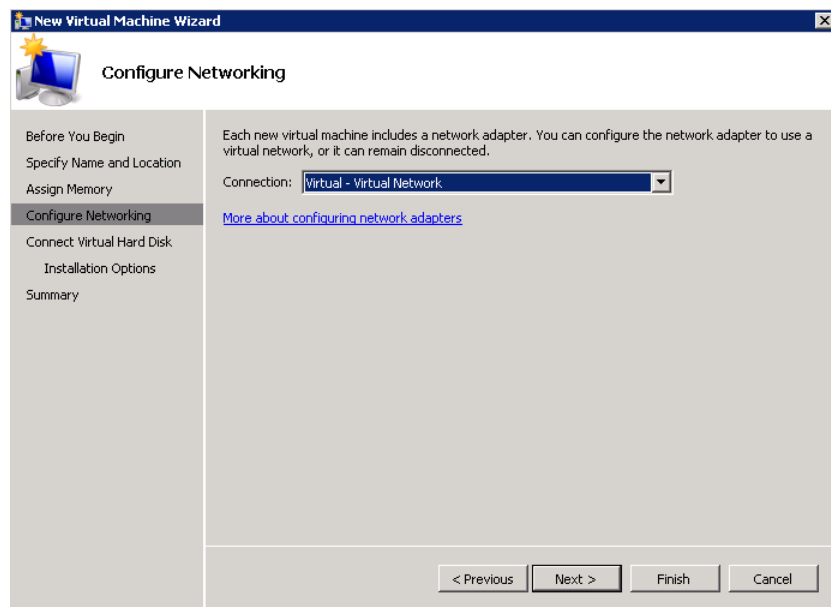 New Virtual Machine Wizard
Configure Networking
Before You Begin
Specify Name and Location
Assign Memory
Configure Networking
Connect Virtual Hard Disk
Installation Options
Summary
Each new virtual machine includes a network adapter. You can configure the network adapter to use a
virtual network, or it can remain disconnected.
Connection: Virtual - Virtual Network
More about configuring network adapters
< Previous Next > Finish Cancel